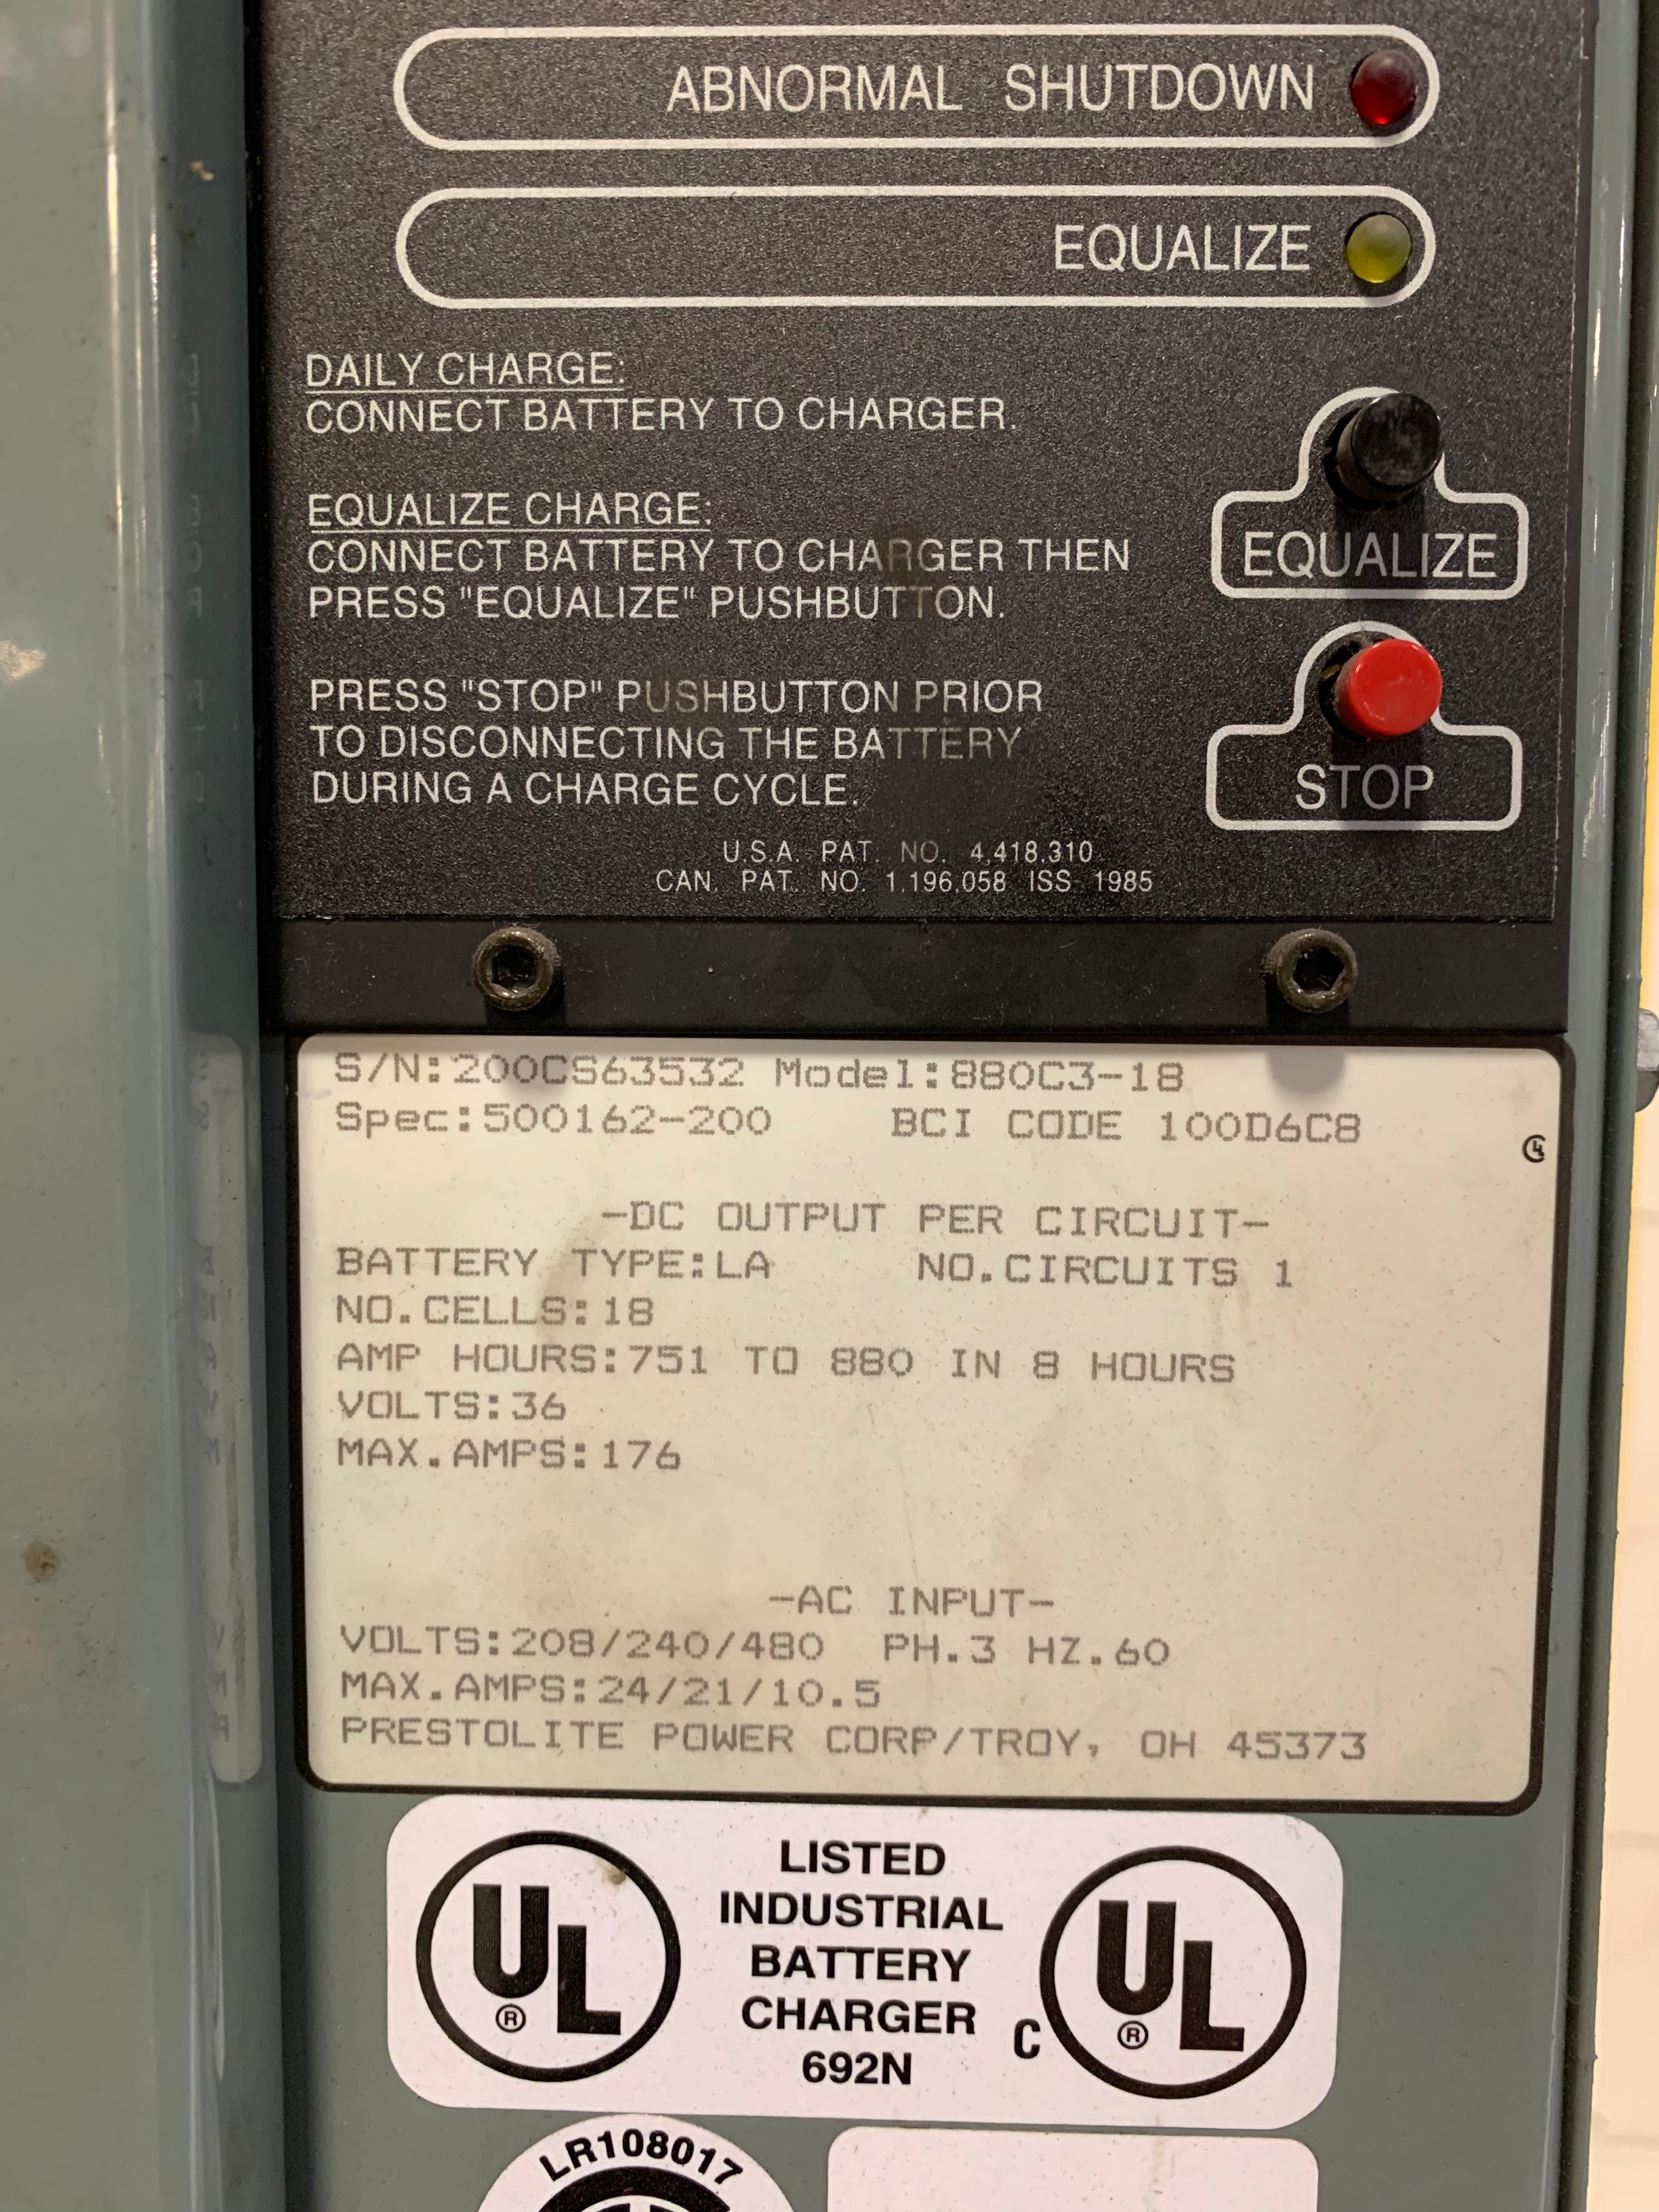 ABNORMAL SHUTDOWN
EQUALIZE
DAILY CHARGE:
CONNECT BATTERY TO CHARGER.
EQUALIZE CHARGE:
CONNECT BATTERY TO CHARGER THEN
PRESS "EQUALIZE" PUSHBUTTON.
EQUALIZE
PRESS "STOP" PUSHBUTTON PRIOR
TO DISCONNECTING THE BATTERY
DURING A CHARGE CYCLE.
STOP
U.S.A. PAT. NO. 4,418,310
CAN. PAT. NO. 1,196,058 ISS 1985
S/N:200CS63532 Model:880C3-18
Spec:500162-200 BCI CODE 100D6C8
-DC OUTPUT PER CIRCUIT-
BATTERY TYPE:LA NO.CIRCUITS 1
NO.CELLS:18
AMP HOURS:751 TO 880 IN 8 HOURS
VOLTS:36
MAX.AMPS:176
-AC INPUT-
VOLTS:208/240/480 PH.3 HZ.60
MAX.AMPS:24/21/10.5
PRESTOLITE POWER CORP/TROY, OH 45373
UL ®
LISTED
INDUSTRIAL
BATTERY
CHARGER
692N
C UL ®
LR108017